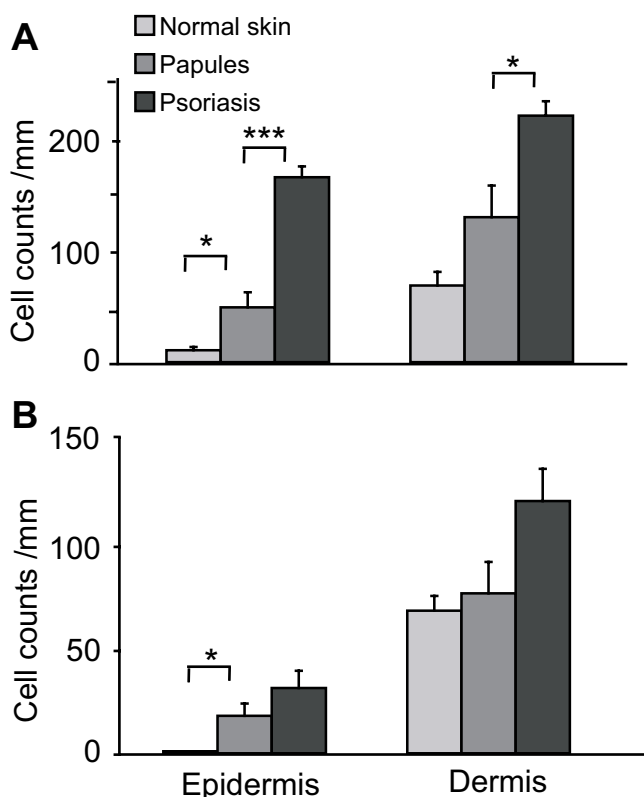 A
Normal skin
Papules
Psoriasis
Cell counts /mm
200
100
0
*
***
*
B
Cell counts /mm
150
100
50
0
*
Epidermis
Dermis